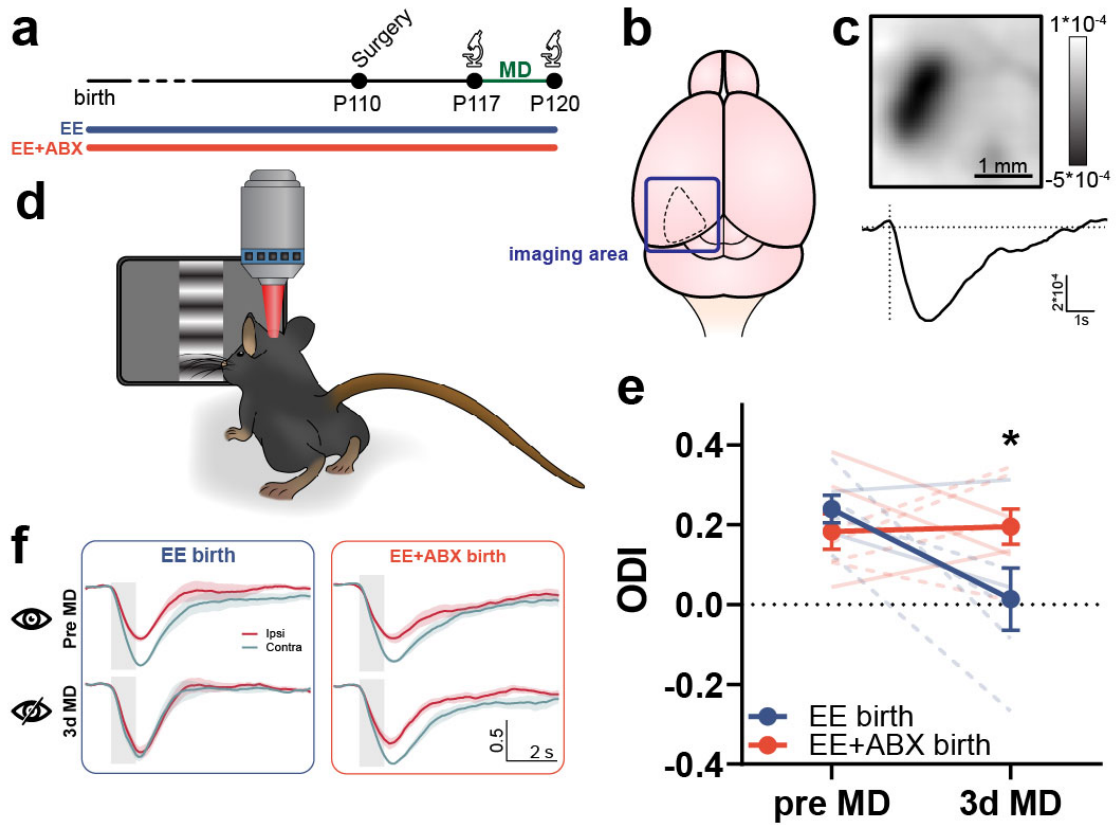 a
Surgery
MD
birth
P110
P117
P120
EE
EE+ABX
b
imaging area
c
1*10⁻⁴
-5*10⁻⁴
1 mm
2*10⁻⁴
1s
d
e
*
0.4
0.2
0.0
-0.2
-0.4
ODI
EE birth
EE+ABX birth
pre MD
3d MD
f
EE birth
EE+ABX birth
Pre MD
Ipsi
Contra
3d MD
0.5
2 s